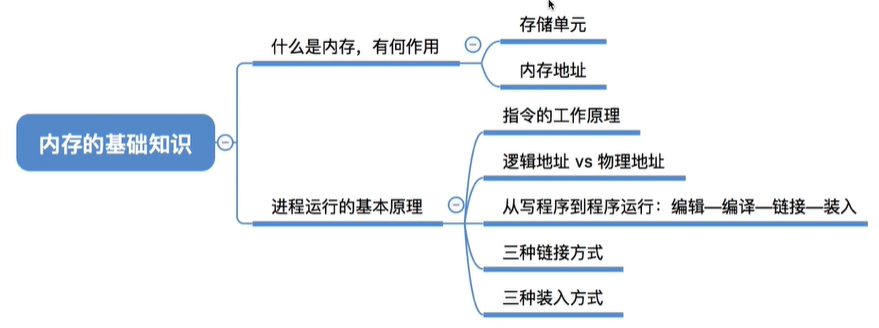 内存的基础知识
什么是内存，有何作用
存储单元
内存地址
进程运行的基本原理
指令的工作原理
逻辑地址 vs 物理地址
从写程序到程序运行：编辑—编译—链接—装入
三种链接方式
三种装入方式